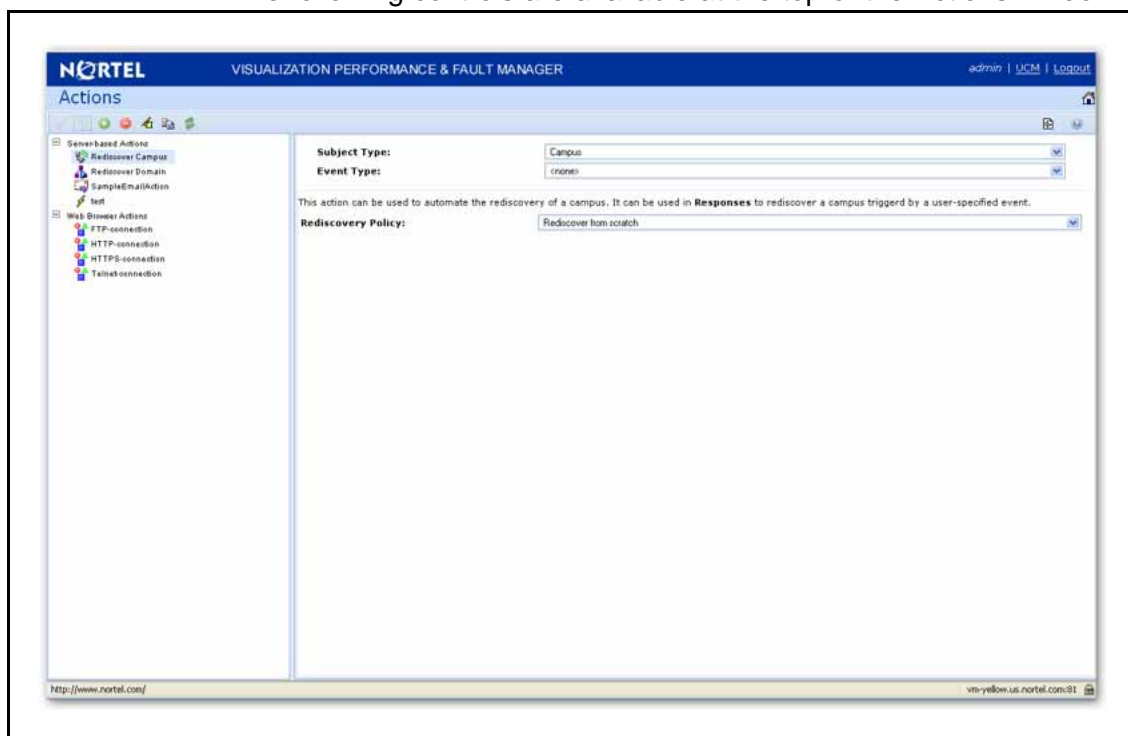 NORTEL VISUALIZATION PERFORMANCE & FAULT MANAGER admin | UCM | Logout
Actions
Server-based Actions
Rediscover Campus
Rediscover Domain
SampleEmailAction
test
Web Browser Actions
FTP-connection
HTTP-connection
HTTPS-connection
Telnet-connection
Subject Type: Campus
Event Type: (none)
This action can be used to automate the rediscovery of a campus. It can be used in Responses to rediscover a campus triggerd by a user-specified event.
Rediscovery Policy: Rediscover from scratch
http://www.nortel.com/ vm-yellow.us.nortel.com:81